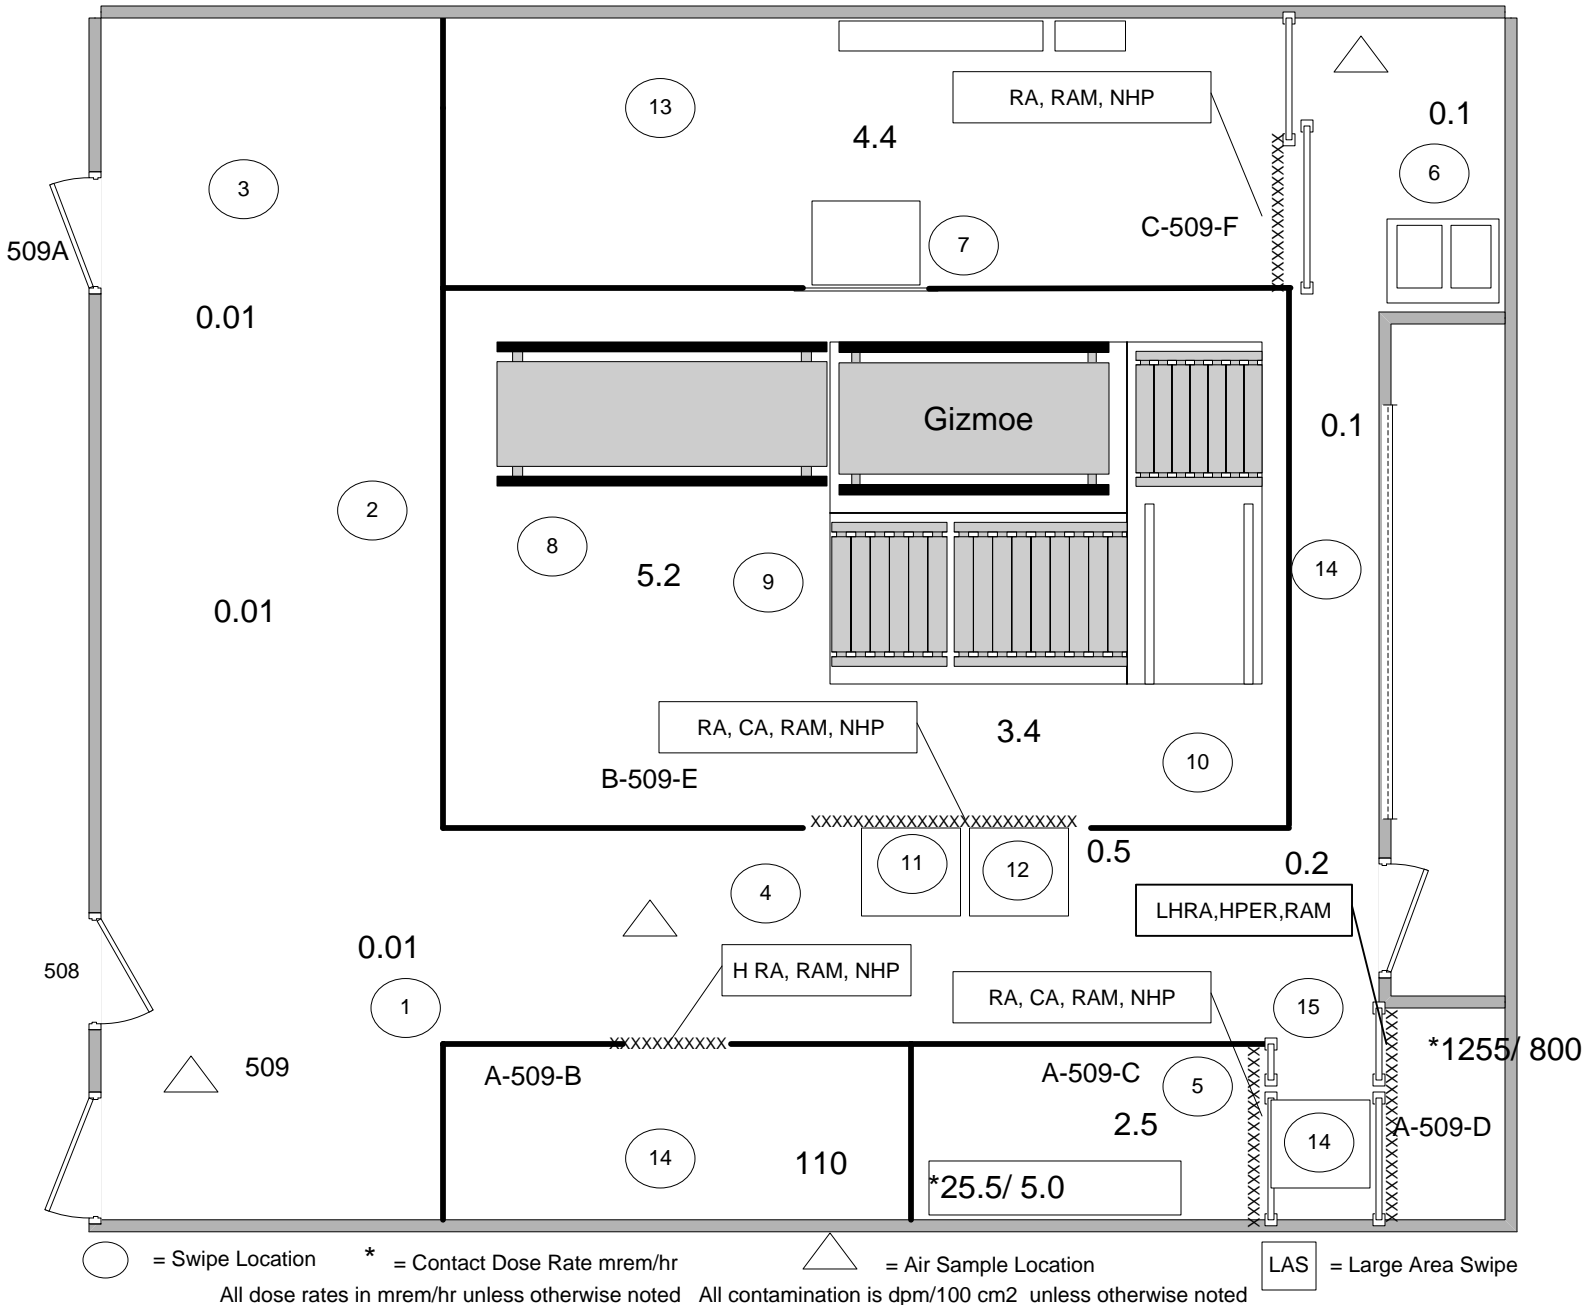 13
RA, RAM, NHP
0.1
4.4
3
6
509A
C-509-F
7
0.01
Gizmoe
0.1
2
8
5.2
9
14
0.01
RA, CA, RAM, NHP
3.4
10
B-509-E
XXXXXXXXXXXXXXXXXXXXXXXXX
0.5
11
12
0.2
4
LHRA,HPER,RAM
0.01
508
H RA, RAM, NHP
RA, CA, RAM, NHP
1
15
XXXXXXXXXXX
*1255/ 800
509
A-509-B
A-509-C
5
2.5
A-509-D
14
110
14
*25.5/ 5.0
= Swipe Location
* = Contact Dose Rate mrem/hr
= Air Sample Location
LAS = Large Area Swipe
All dose rates in mrem/hr unless otherwise noted All contamination is dpm/100 cm2 unless otherwise noted